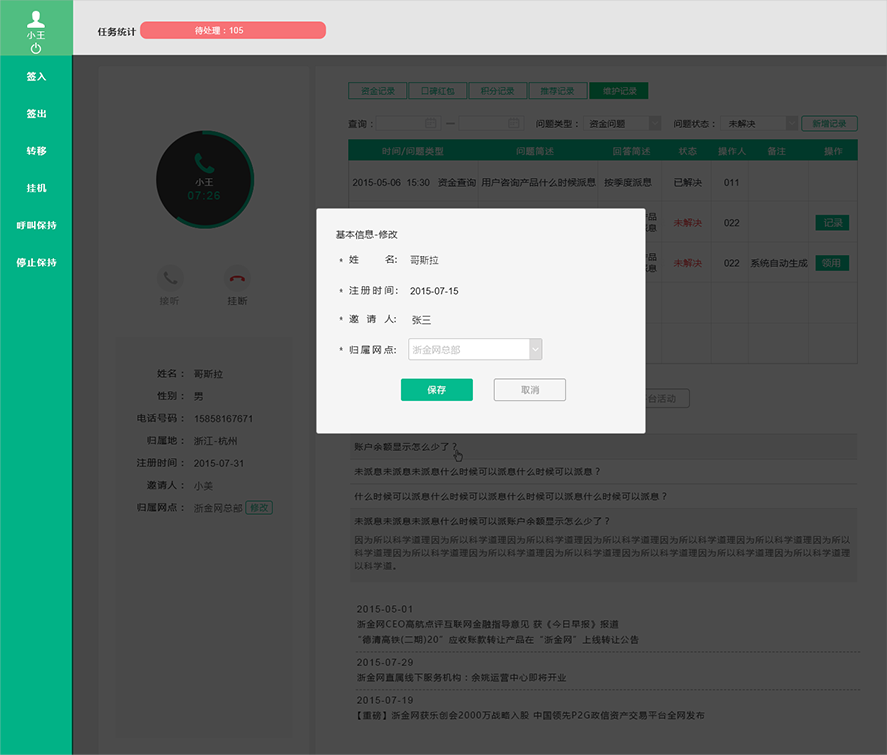 小王
任务统计
待处理：105
签入
签出
转移
挂机
呼叫保持
停止保持
小王
07:26
接听
挂断
姓名： 哥斯拉
性别： 男
电话号码： 15858167671
归属地： 浙江-杭州
注册时间： 2015-07-31
邀请人： 小美
归属网点： 浙金网总部 修改
资金记录 口碑红包 积分记录 推荐记录 维护记录
查询： — 问题类型： 资金问题 问题状态： 未解决 新增记录
时间/问题类型 问题简述 回答简述 状态 操作人 备注 操作
2015-05-06 15:30 资金查询 用户咨询产品什么时候派息 按季度派息 已解决 011
品
息 未解决 022 记录
品
息 未解决 022 系统自动生成 领用
基本信息-修改
* 姓 名: 哥斯拉
* 注册时间: 2015-07-15
* 邀 请 人: 张三
* 归属网点: 浙金网总部
保存 取消
台活动
账户余额显示怎么少了？
未派息未派息未派息什么时候可以派息什么时候可以派息？
什么时候可以派息什么时候可以派息什么时候可以派息什么时候可以派息？
未派息未派息未派息什么时候可以派账户余额显示怎么少了？
因为所以科学道理因为所以科学道理因为所以科学道理因为所以科学道理因为所以科学道理因为所以
科学道理因为所以科学道理因为所以科学道理因为所以科学道理因为所以科学道理因为所以科学道理
以科学道。
2015-05-01
浙金网CEO高航点评互联网金融指导意见 获《今日早报》报道
“德清高铁(二期)20”应收账款转让产品在“浙金网”上线转让公告
2015-07-29
浙金网直属线下服务机构：余姚运营中心即将开业
2015-07-19
【重磅】浙金网获乐创会2000万战略入股 中国领先P2G政信资产交易平台全网发布